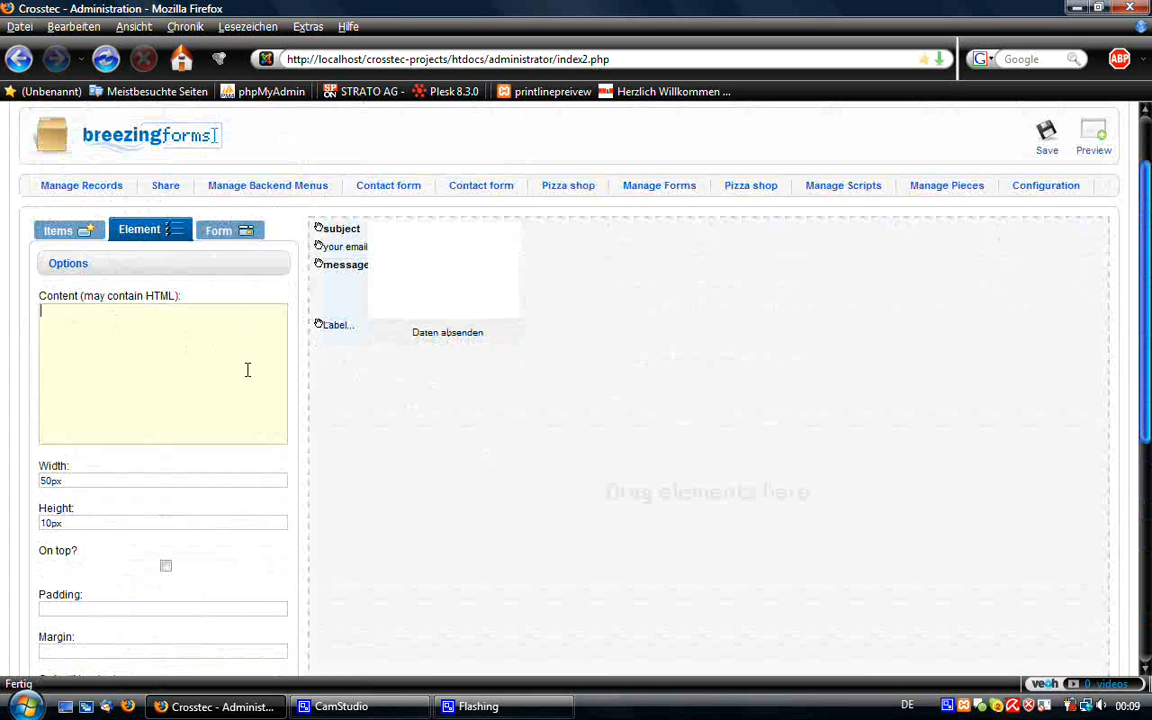 Crosstec - Administration - Mozilla Firefox
Datei Bearbeiten Ansicht Chronik Lesezeichen Extras Hilfe
http://localhost/crosstec-projects/htdocs/administrator/index2.php
G Google ABP
(Unbenannt) Meistbesuchte Seiten phpMyAdmin STRATO AG - Plesk 8.3.0 printlinepreivew Herzlich Willkommen ...
breezingforms
Save Preview
Manage Records Share Manage Backend Menus Contact form Contact form Pizza shop Manage Forms Pizza shop Manage Scripts Manage Pieces Configuration
Items Element Form
Options
Content (may contain HTML):
Width:
50px
Height:
10px
On top?
Padding:
Margin:
subject
your email
message
Label...
Daten absenden
Drag elements here
Fertig
veoh 0 videos
Crosstec - Administ... CamStudio Flashing DE 00:09